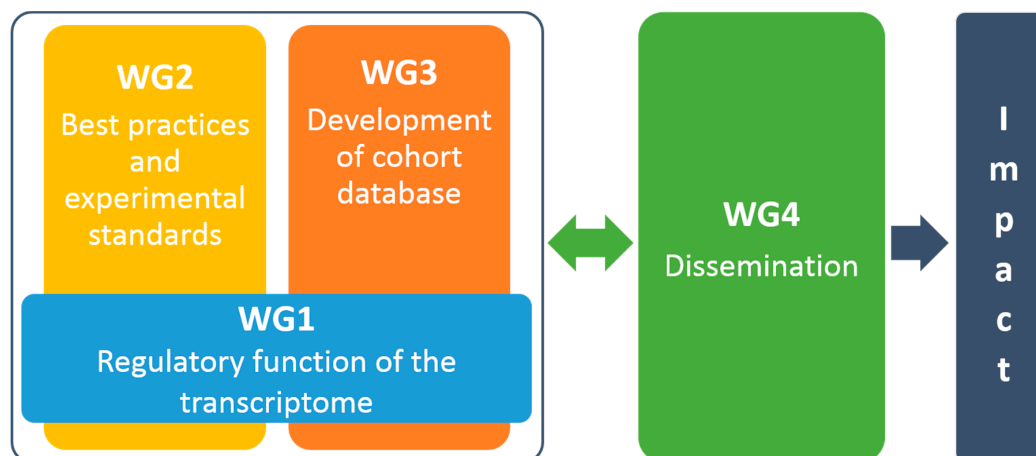 WG2
Best practices
and
experimental
standards
WG3
Development
of cohort
database
WG1
Regulatory function of the
transcriptome
WG4
Dissemination
I
m
p
a
c
t